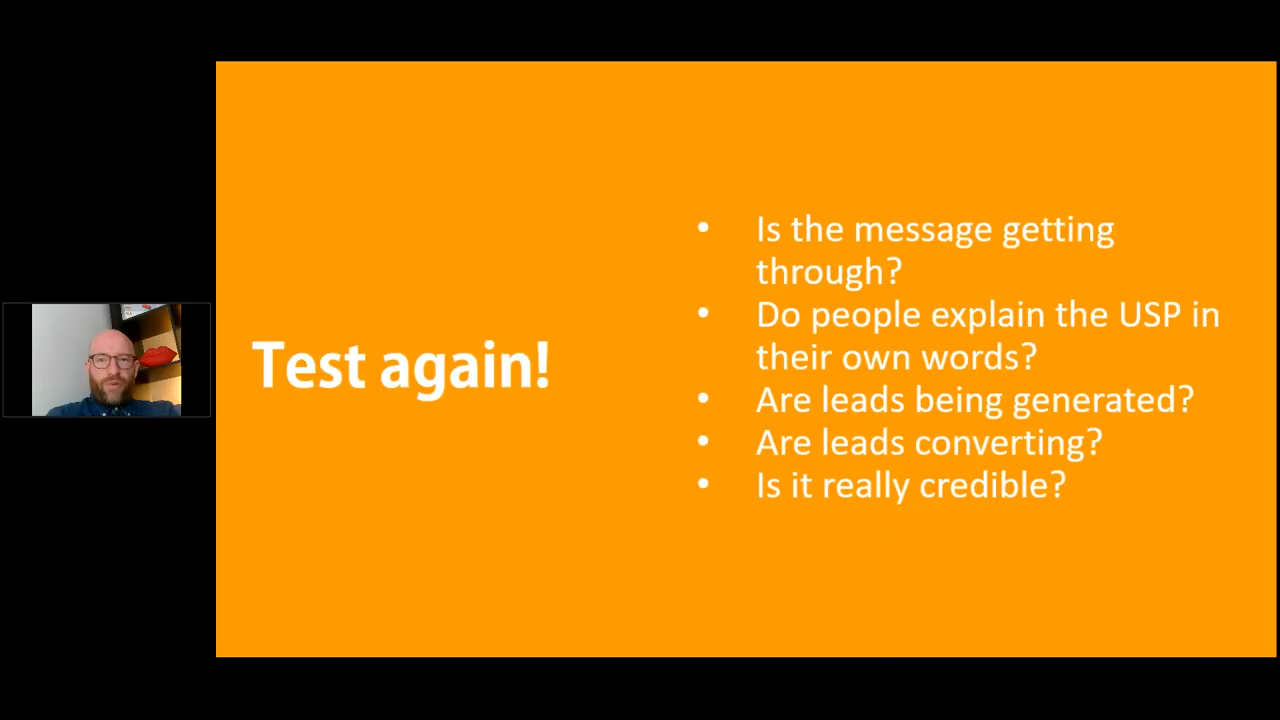 Test again!
• Is the message getting
through?
• Do people explain the USP in
their own words?
• Are leads being generated?
• Are leads converting?
• Is it really credible?